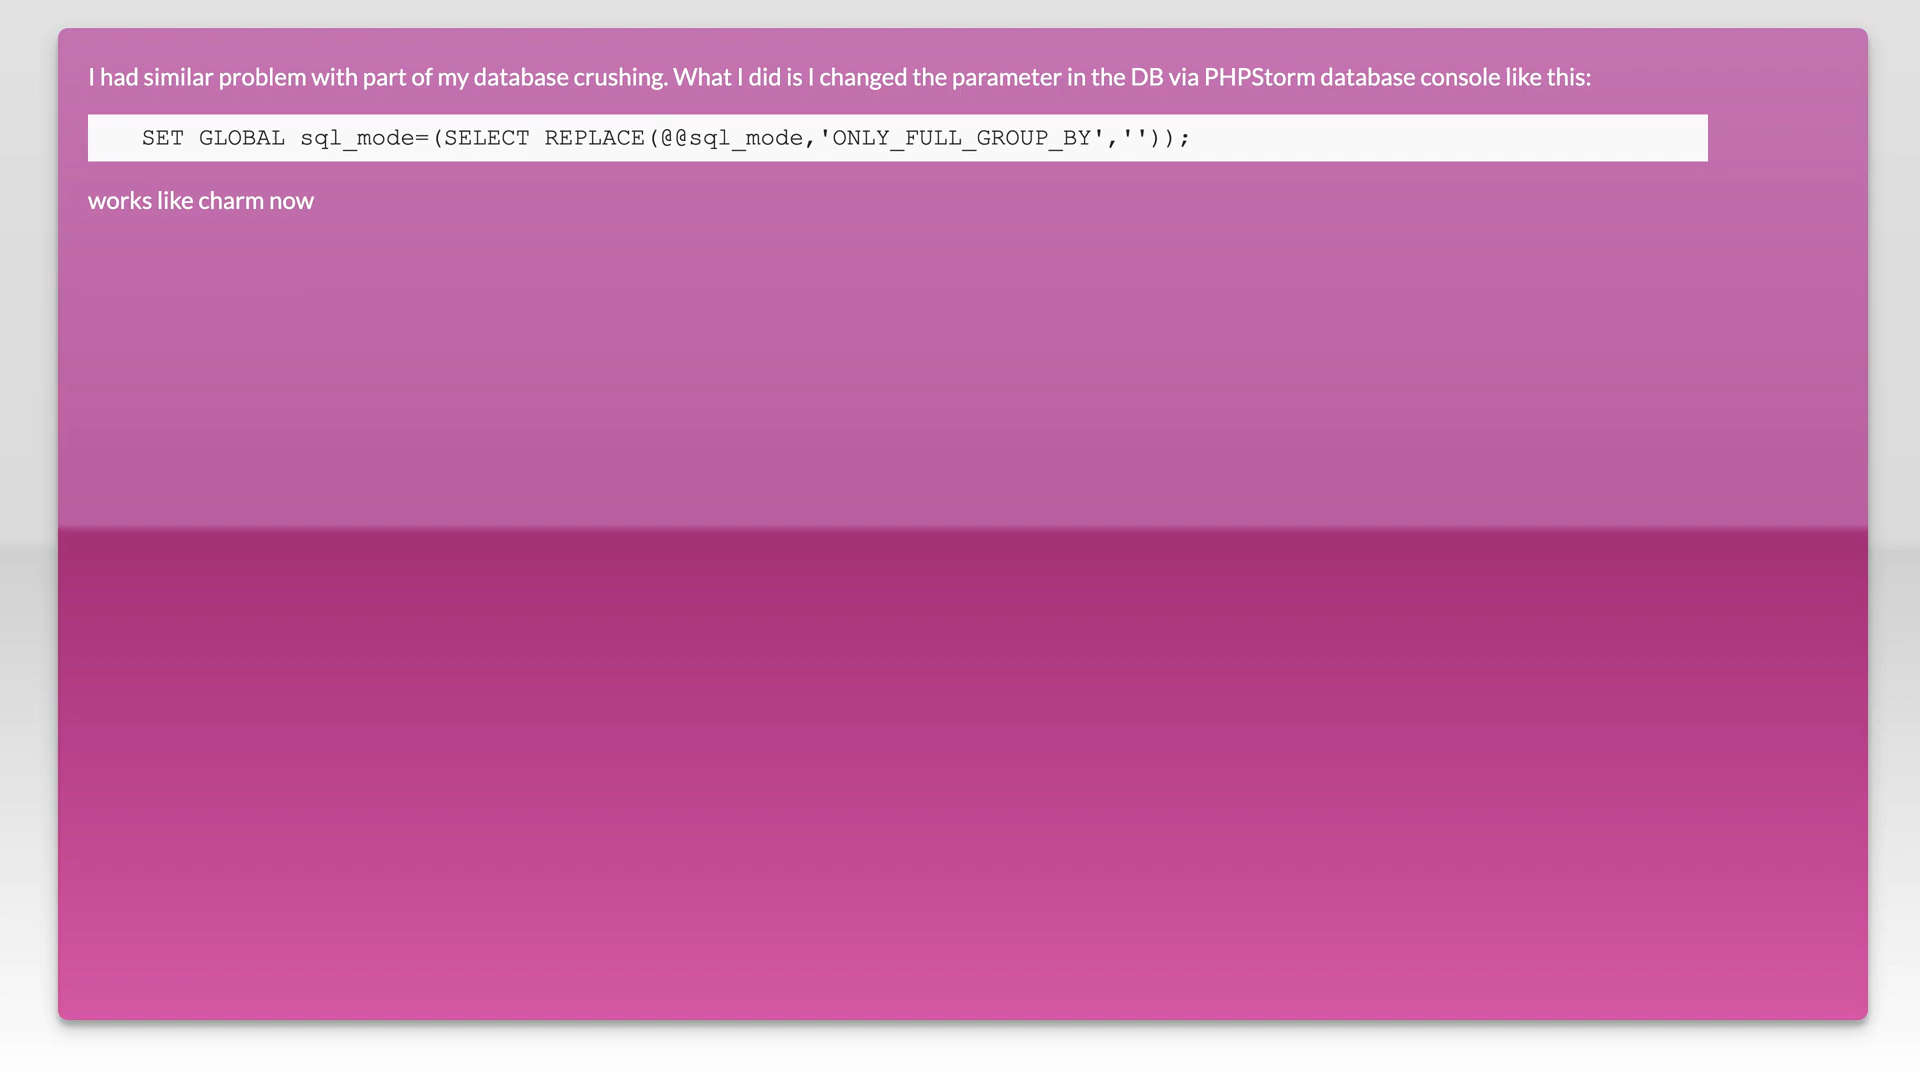 I had similar problem with part of my database crushing. What I did is I changed the parameter in the DB via PHPStorm database console like this:
SET GLOBAL sql_mode=(SELECT REPLACE(@@sql_mode,'ONLY_FULL_GROUP_BY',''));
works like charm now